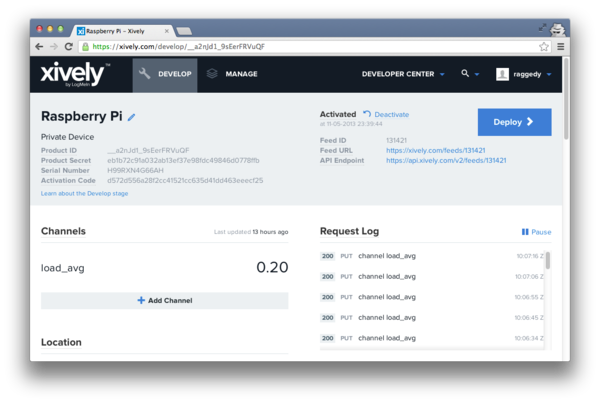 Raspberry Pi - Xively
https://xively.com/develop/__a2nJd1_9sEerFRVuQF
xively™
by LogMeIn
DEVELOP
MANAGE
DEVELOPER CENTER
raggedy
Raspberry Pi
Private Device
Product ID __a2nJd1_9sEerFRVuQF
Product Secret eb1b72c91a032ab13ef37e98fdc49846d0778ffb
Serial Number H99RXN4G66AH
Activation Code d572d556a28f2cc41521cc635d41dd463eeecf25
Learn about the Develop stage
Activated Deactivate
at 11-05-2013 23:39:44
Feed ID 131421
Feed URL https://xively.com/feeds/131421
API Endpoint https://api.xively.com/v2/feeds/131421
Deploy
Channels
Last updated 13 hours ago
load_avg 0.20
Add Channel
Location
Request Log
Pause
200 PUT channel load_avg 10:07:16 Z
200 PUT channel load_avg 10:07:06 Z
200 PUT channel load_avg 10:06:55 Z
200 PUT channel load_avg 10:06:45 Z
200 PUT channel load_avg 10:06:34 Z